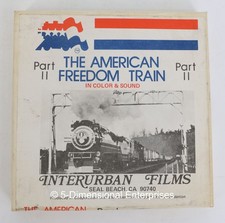 Part II
THE AMERICAN
FREEDOM TRAIN
Part II
IN COLOR & SOUND
INTERURBAN FILMS
SEAL BEACH, CA 90740
© 5-Dimensional Enterprises
THE AMERICAN